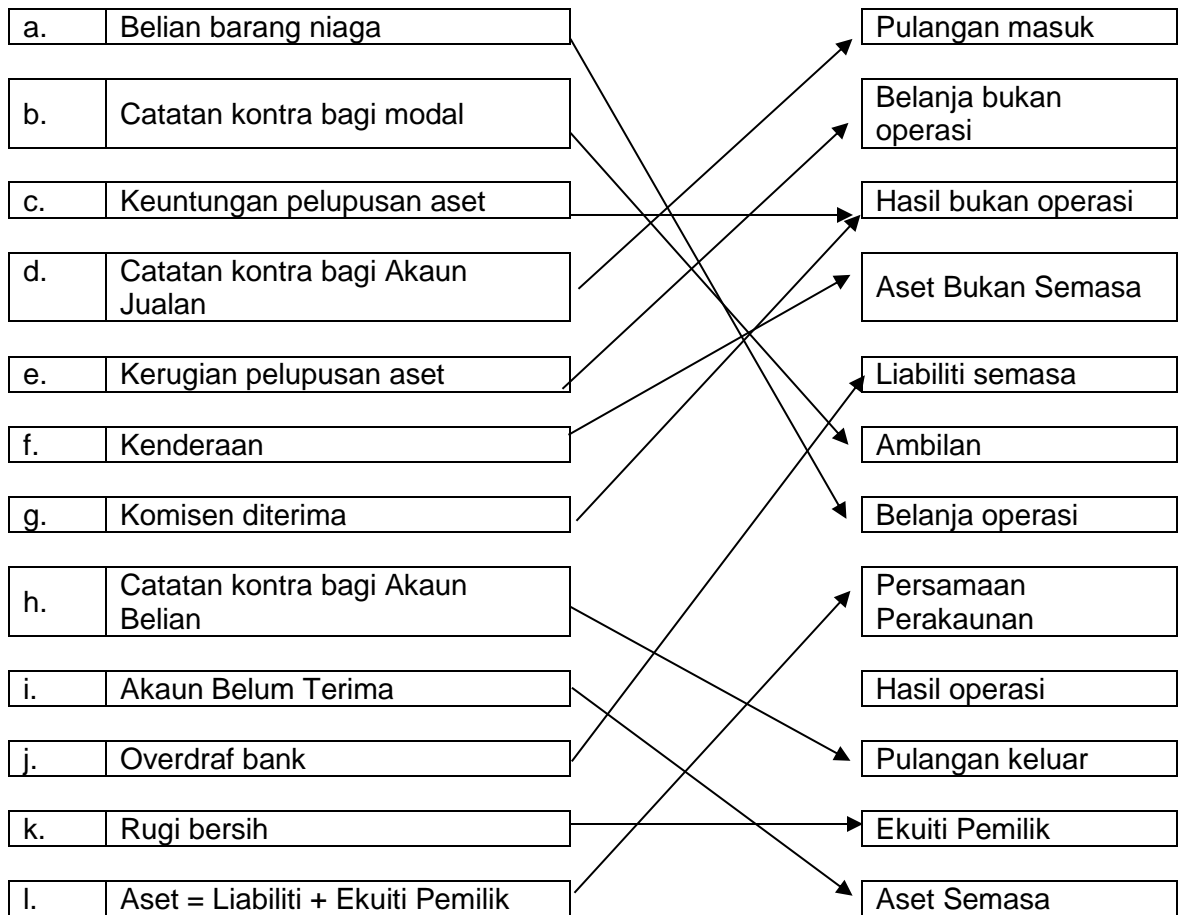 a. Belian barang niaga Pulangan masuk
b. Catatan kontra bagi modal Belanja bukan
operasi
c. Keuntungan pelupusan aset Hasil bukan operasi
d. Catatan kontra bagi Akaun
Jualan Aset Bukan Semasa
e. Kerugian pelupusan aset Liabiliti semasa
f. Kenderaan Ambilan
g. Komisen diterima Belanja operasi
h. Catatan kontra bagi Akaun
Belian Persamaan
Perakaunan
i. Akaun Belum Terima Hasil operasi
j. Overdraf bank Pulangan keluar
k. Rugi bersih Ekuiti Pemilik
l. Aset = Liabiliti + Ekuiti Pemilik Aset Semasa